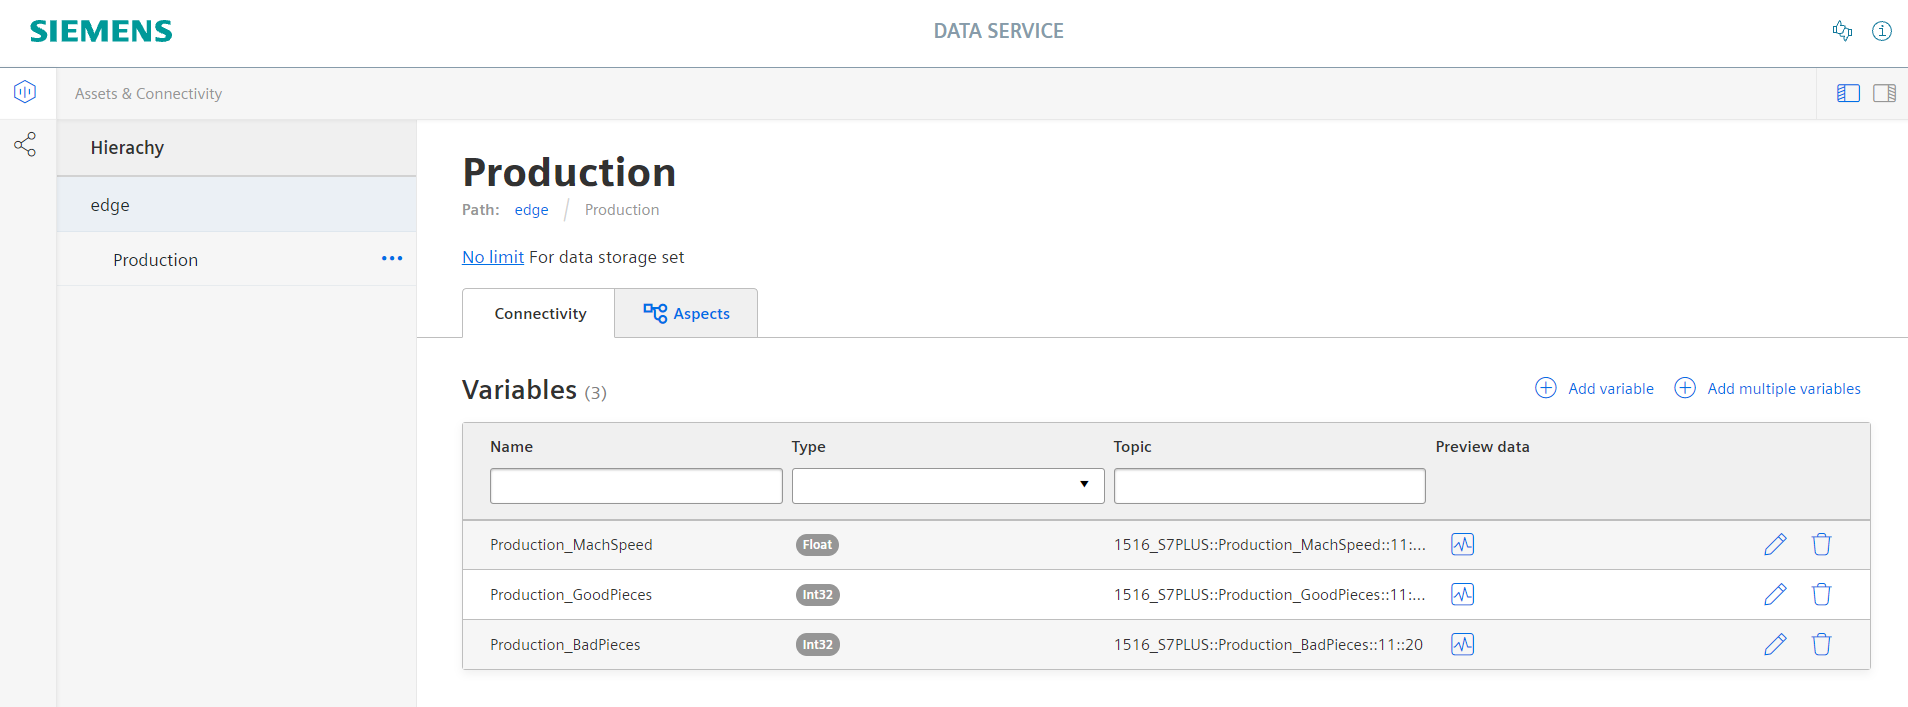 SIEMENS
DATA SERVICE
Assets & Connectivity
Hierachy
edge
Production
Production
Path: edge / Production
No limit For data storage set
Connectivity
Aspects
Variables (3)
Add variable
Add multiple variables
Name Type Topic Preview data
Production_MachSpeed Float 1516_S7PLUS::Production_MachSpeed::11:...
Production_GoodPieces Int32 1516_S7PLUS::Production_GoodPieces::11:...
Production_BadPieces Int32 1516_S7PLUS::Production_BadPieces::11::20